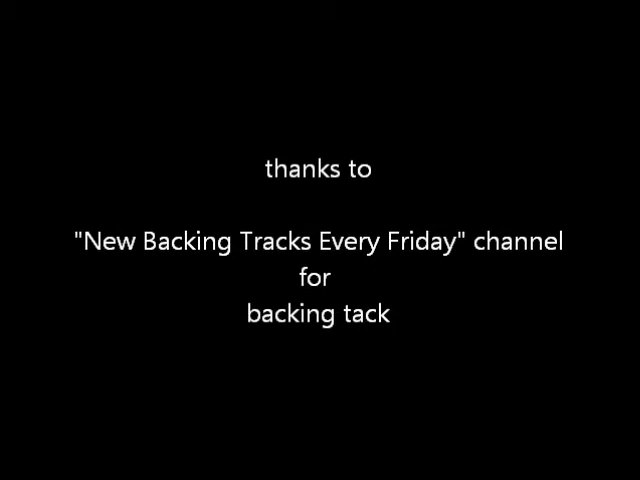 thanks to
"New Backing Tracks Every Friday" channel
for
backing tack